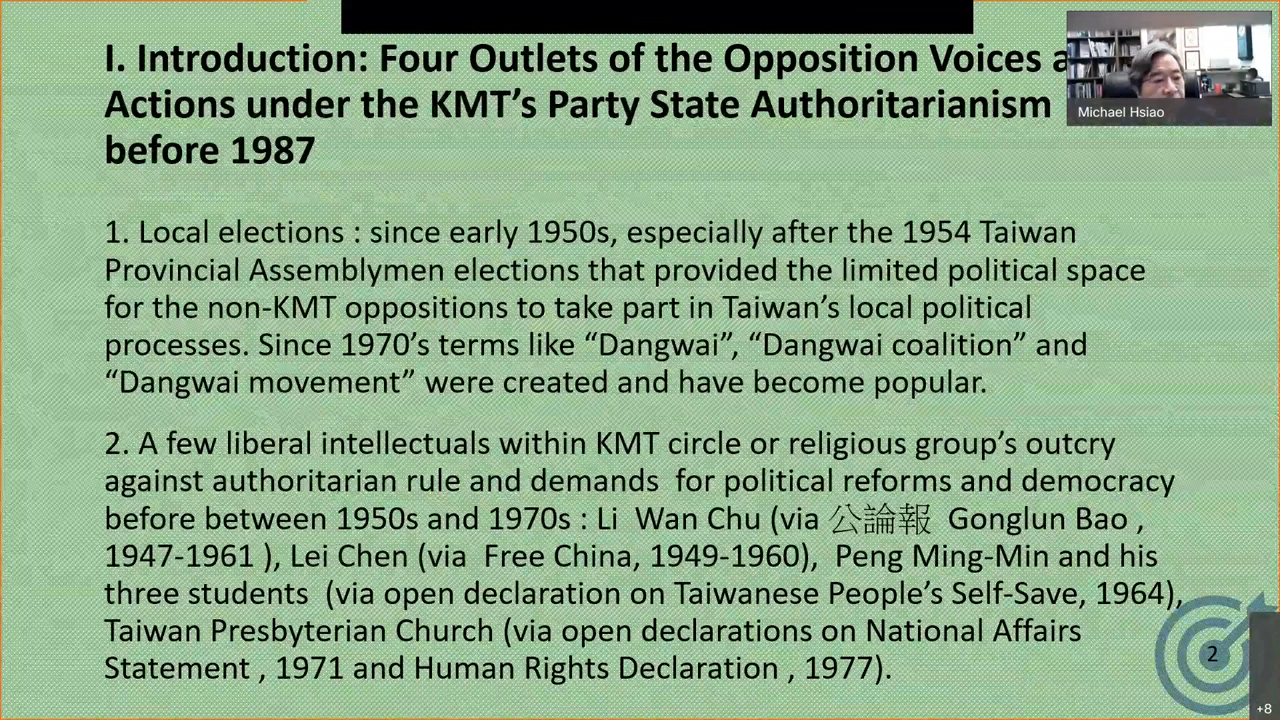 I. Introduction: Four Outlets of the Opposition Voices a
Actions under the KMT’s Party State Authoritarianism
before 1987
Michael Hsiao
1. Local elections : since early 1950s, especially after the 1954 Taiwan
Provincial Assemblymen elections that provided the limited political space
for the non-KMT oppositions to take part in Taiwan’s local political
processes. Since 1970’s terms like “Dangwai”, “Dangwai coalition” and
“Dangwai movement” were created and have become popular.
2. A few liberal intellectuals within KMT circle or religious group’s outcry
against authoritarian rule and demands  for political reforms and democracy
before between 1950s and 1970s : Li  Wan Chu (via 公論報  Gonglun Bao ,
1947-1961 ), Lei Chen (via  Free China, 1949-1960),  Peng Ming-Min and his
three students  (via open declaration on Taiwanese People’s Self-Save, 1964),
Taiwan Presbyterian Church (via open declarations on National Affairs
Statement , 1971 and Human Rights Declaration , 1977).
2
+8